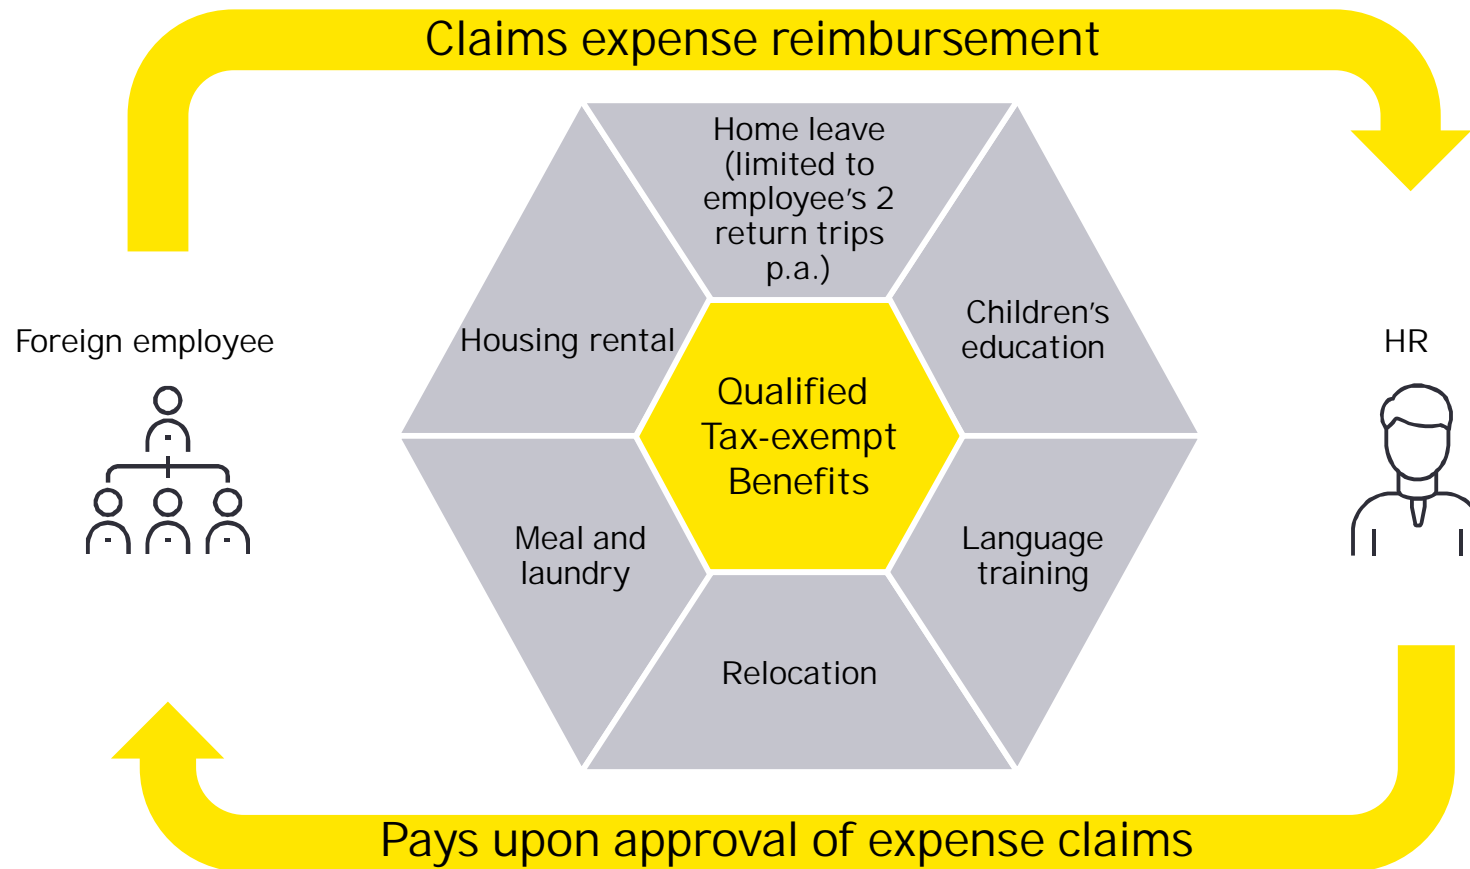 Claims expense reimbursement
Home leave
(limited to
employee's 2
return trips
p.a.)
Children's
education
Housing rental
Foreign employee
HR
Qualified
Tax-exempt
Benefits
Meal and
laundry
Language
training
Relocation
Pays upon approval of expense claims